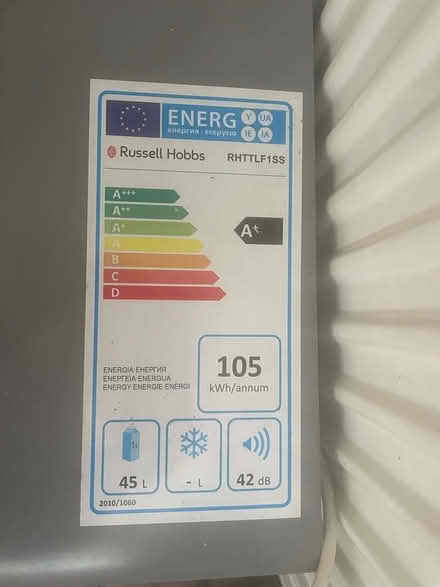 ENERG Y UA
енергия · ενεργεια IE IA
Russell Hobbs RHTTLF1SS
A+++
A++
A+
A
B
C
D
A+
ENERGIA·ЕНЕРГИЯ
ΕΝΕΡΓΕΙΑ·ENERGIJA
ENERGY·ENERGIE·ENERGI
105
kWh/annum
45 L
- L
42 dB
2010/1060